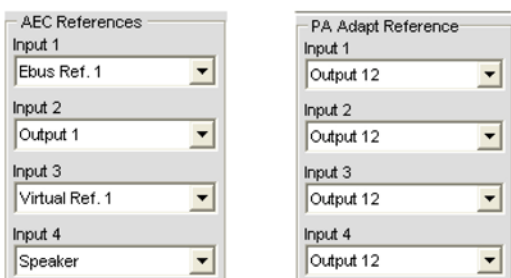 AEC References
Input 1
Ebus Ref. 1
Input 2
Output 1
Input 3
Virtual Ref. 1
Input 4
Speaker
PA Adapt Reference
Input 1
Output 12
Input 2
Output 12
Input 3
Output 12
Input 4
Output 12